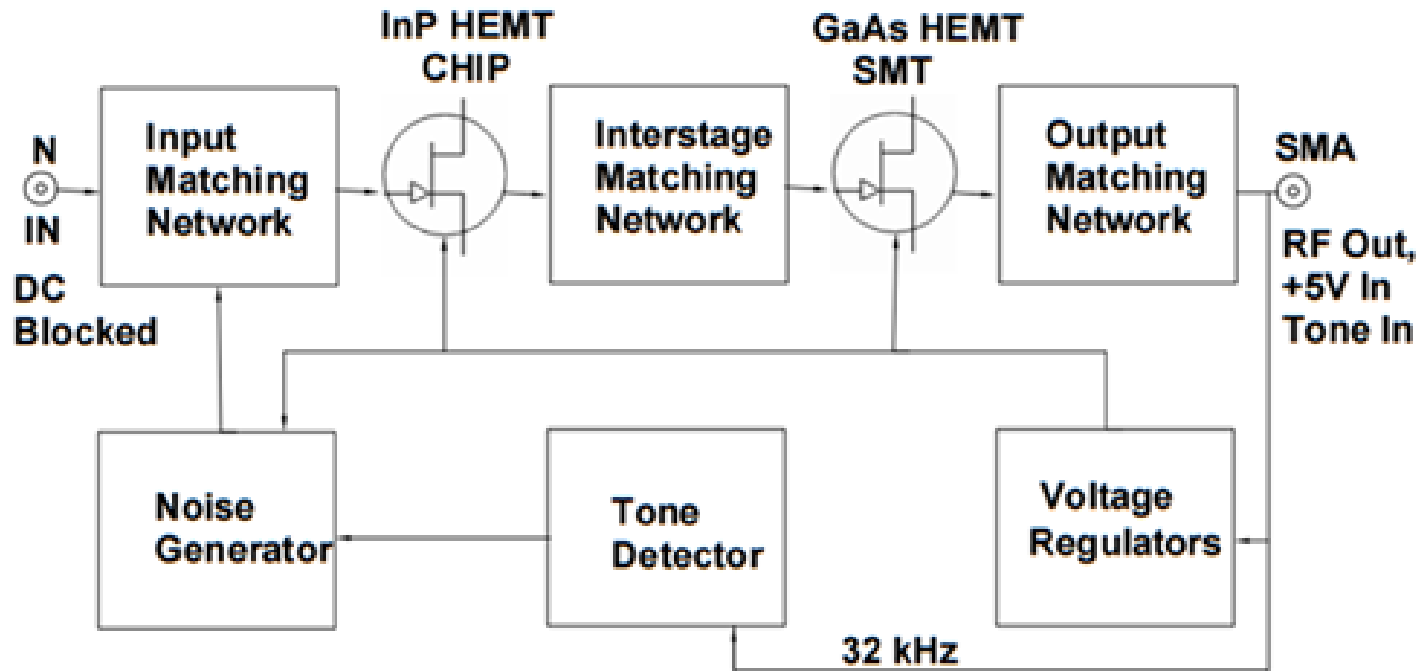 InP HEMT
CHIP
GaAs HEMT
SMT
N
IN
DC
Blocked
Input
Matching
Network
Interstage
Matching
Network
Output
Matching
Network
SMA
RF Out,
+5V In
Tone In
Noise
Generator
Tone
Detector
Voltage
Regulators
32 kHz